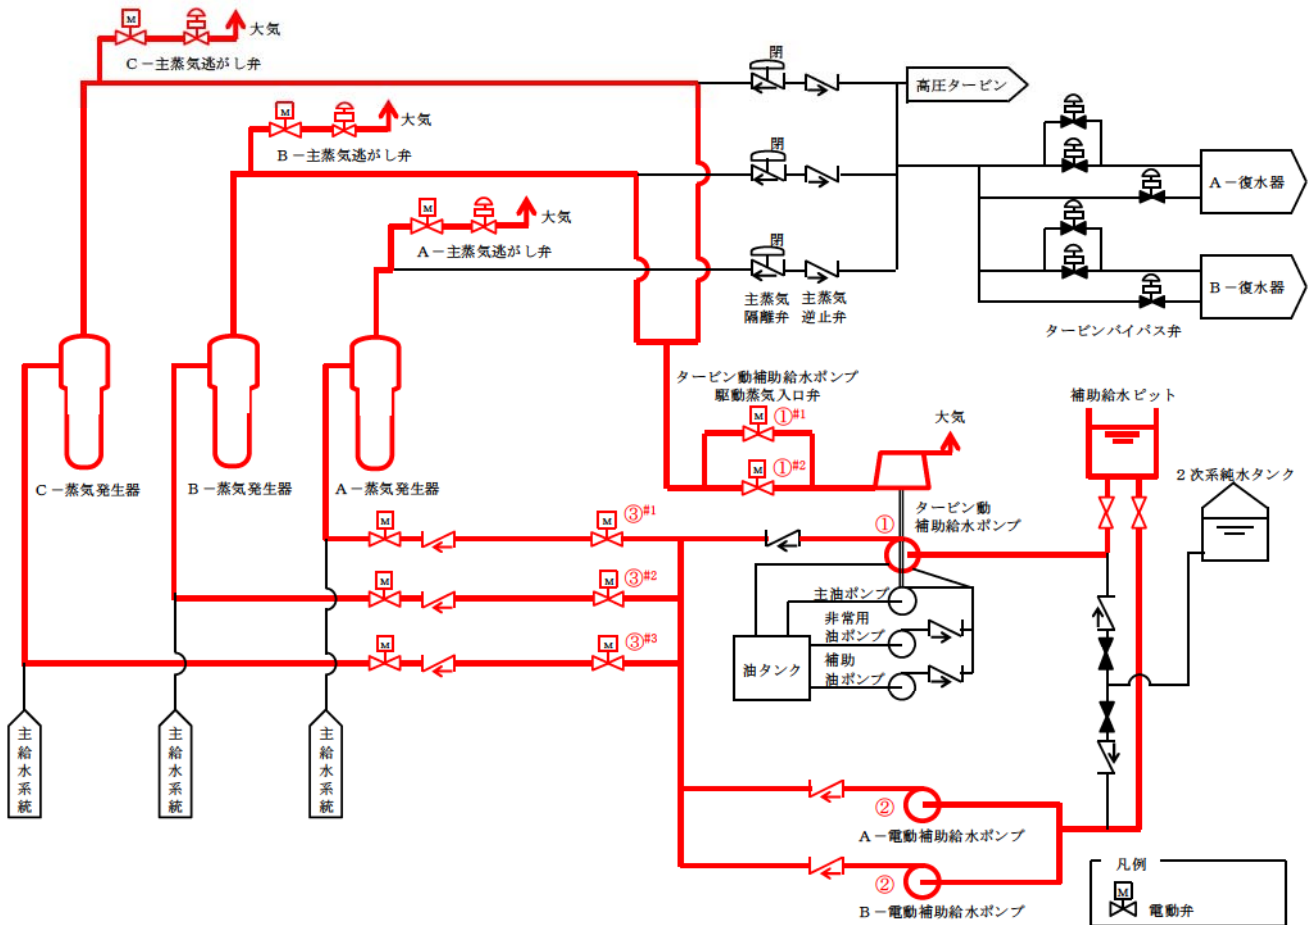 M
大気
C－主蒸気逃がし弁
閉
高圧タービン
M
大気
B－主蒸気逃がし弁
閉
A－復水器
M
大気
A－主蒸気逃がし弁
閉
主蒸気
隔離弁
主蒸気
逆止弁
B－復水器
タービンバイパス弁
タービン動補助給水ポンプ
駆動蒸気入口弁
M
①#1
M
①#2
大気
補助給水ピット
2次系純水タンク
C－蒸気発生器
B－蒸気発生器
A－蒸気発生器
タービン動
補助給水ポンプ
①
M
M
③#1
M
M
③#2
M
M
③#3
主油ポンプ
非常用
油ポンプ
補助
油ポンプ
油タンク
主給水系統
主給水系統
主給水系統
②
A－電動補助給水ポンプ
②
B－電動補助給水ポンプ
凡例
M
電動弁